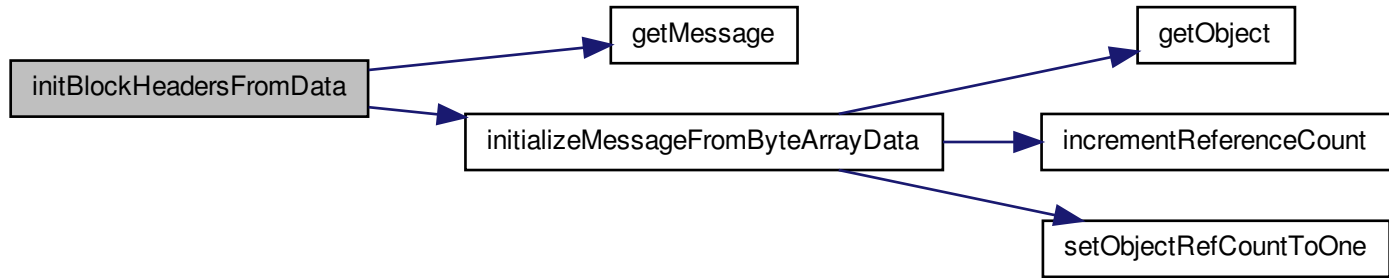 initBlockHeadersFromData
getMessage
initializeMessageFromByteArrayData
getObject
incrementReferenceCount
setObjectRefCountToOne